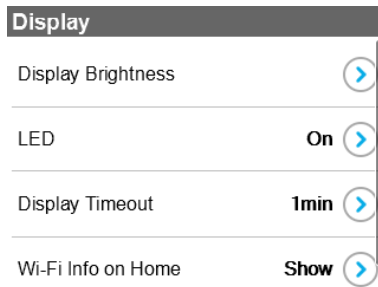 Display
Display Brightness
LED On
Display Timeout 1min
Wi-Fi Info on Home Show